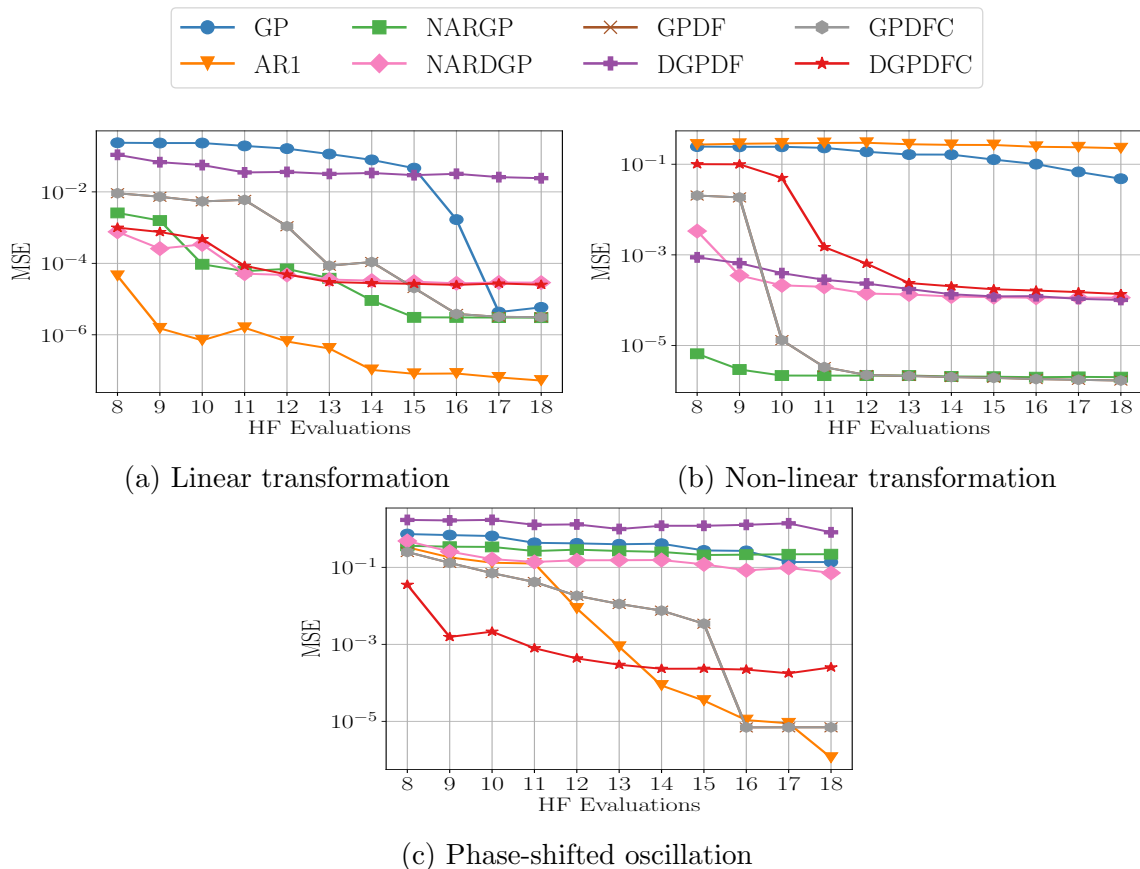 GP NARGP GPDF GPDFC
AR1 NARDGP DGPDF DGPDFC
MSE
10⁻²
10⁻⁴
10⁻⁶
8 9 10 11 12 13 14 15 16 17 18
HF Evaluations
(a) Linear transformation
MSE
10⁻¹
10⁻³
10⁻⁵
8 9 10 11 12 13 14 15 16 17 18
HF Evaluations
(b) Non-linear transformation
MSE
10⁻¹
10⁻³
10⁻⁵
8 9 10 11 12 13 14 15 16 17 18
HF Evaluations
(c) Phase-shifted oscillation